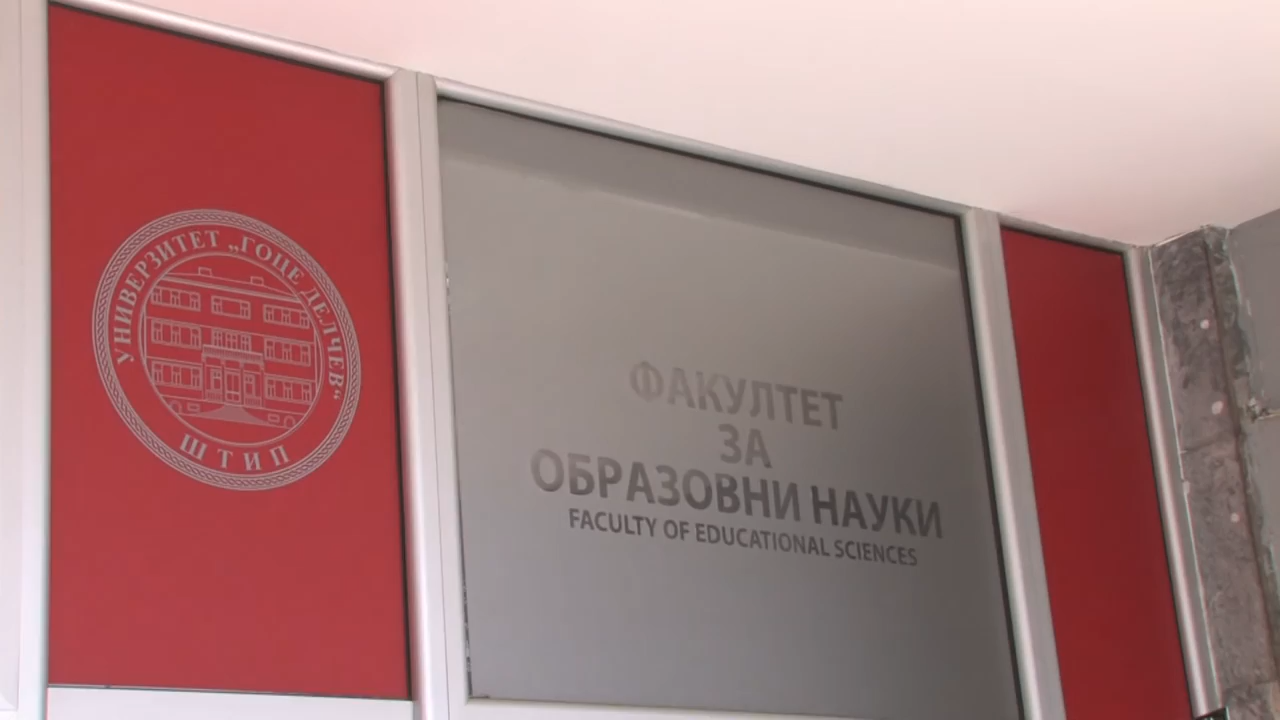 УНИВЕРЗИТЕТ „ГОЦЕ ДЕЛЧЕВ“
ШТИП
ФАКУЛТЕТ
ЗА
ОБРАЗОВНИ НАУКИ
FACULTY OF EDUCATIONAL SCIENCES